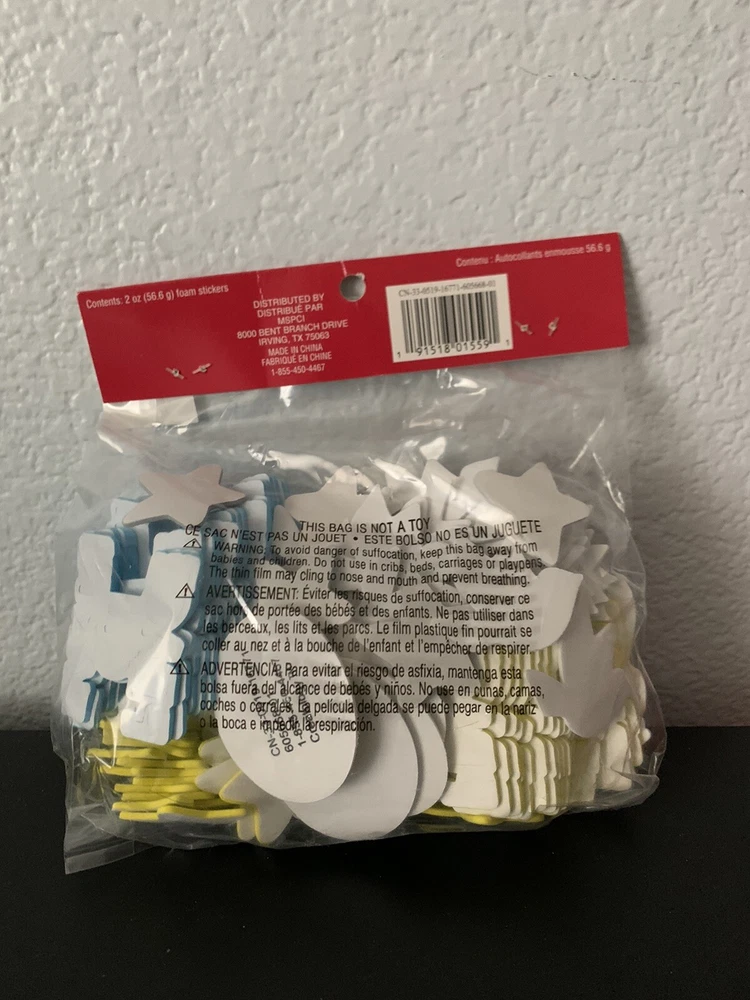 Contents: 2 oz (56.6 g) foam stickers
DISTRIBUTED BY
DISTRIBUÉ PAR
MSPCI
8000 BENT BRANCH DRIVE
IRVING, TX 75063
MADE IN CHINA
FABRIQUÉ EN CHINE
1-855-450-4467
Contenu : Autocollants enmousse 56.6 g
CN-33-0519-16771-605668-01
1 91518 01559 1
THIS BAG IS NOT A TOY
CE SAC N'EST PAS UN JOUET • ESTE BOLSO NO ES UN JUGUETE
WARNING: To avoid danger of suffocation, keep this bag away from
babies and children. Do not use in cribs, beds, carriages or playpens.
The thin film may cling to nose and mouth and prevent breathing.
AVERTISSEMENT: Éviter les risques de suffocation, conserver ce
sac hors de portée des bébés et des enfants. Ne pas utiliser dans
les berceaux, les lits et les parcs. Le film plastique fin pourrait se
coller au nez et à la bouche de l'enfant et l'empêcher de respirer.
ADVERTENCIA: Para evitar el riesgo de asfixia, mantenga esta
bolsa fuera del alcance de bebés y niños. No use en cunas, camas,
coches o corrales. La película delgada se puede pegar en la nariz
o la boca e impedir la respiración.